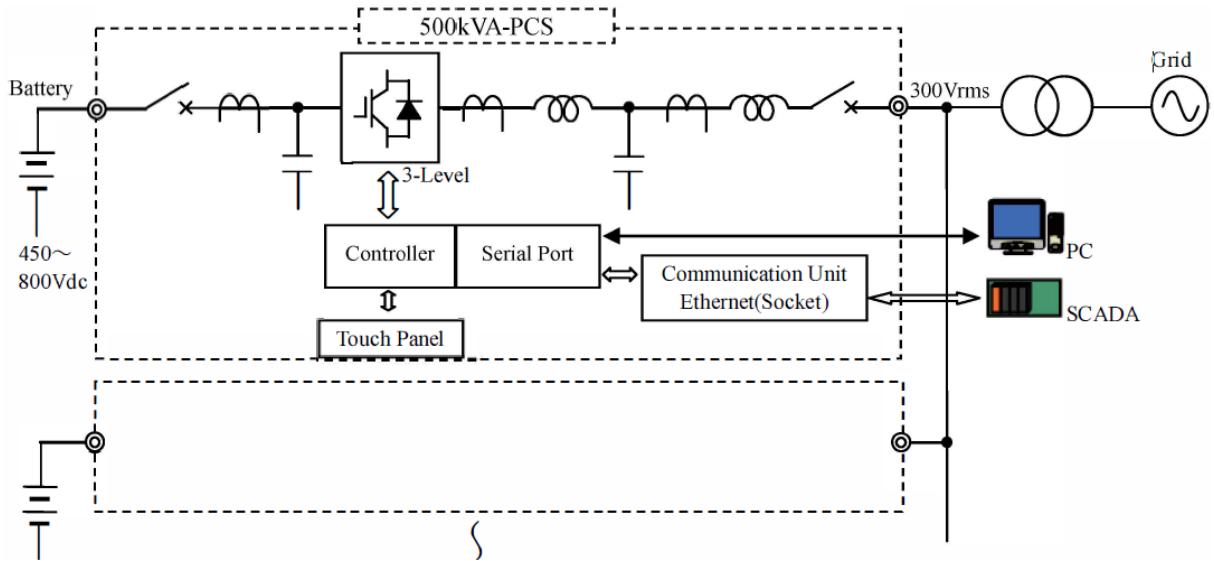 500kVA-PCS
Grid
Battery
300Vrms
3-Level
450～
800Vdc
Controller
Serial Port
PC
Communication Unit
Ethernet(Socket)
SCADA
Touch Panel